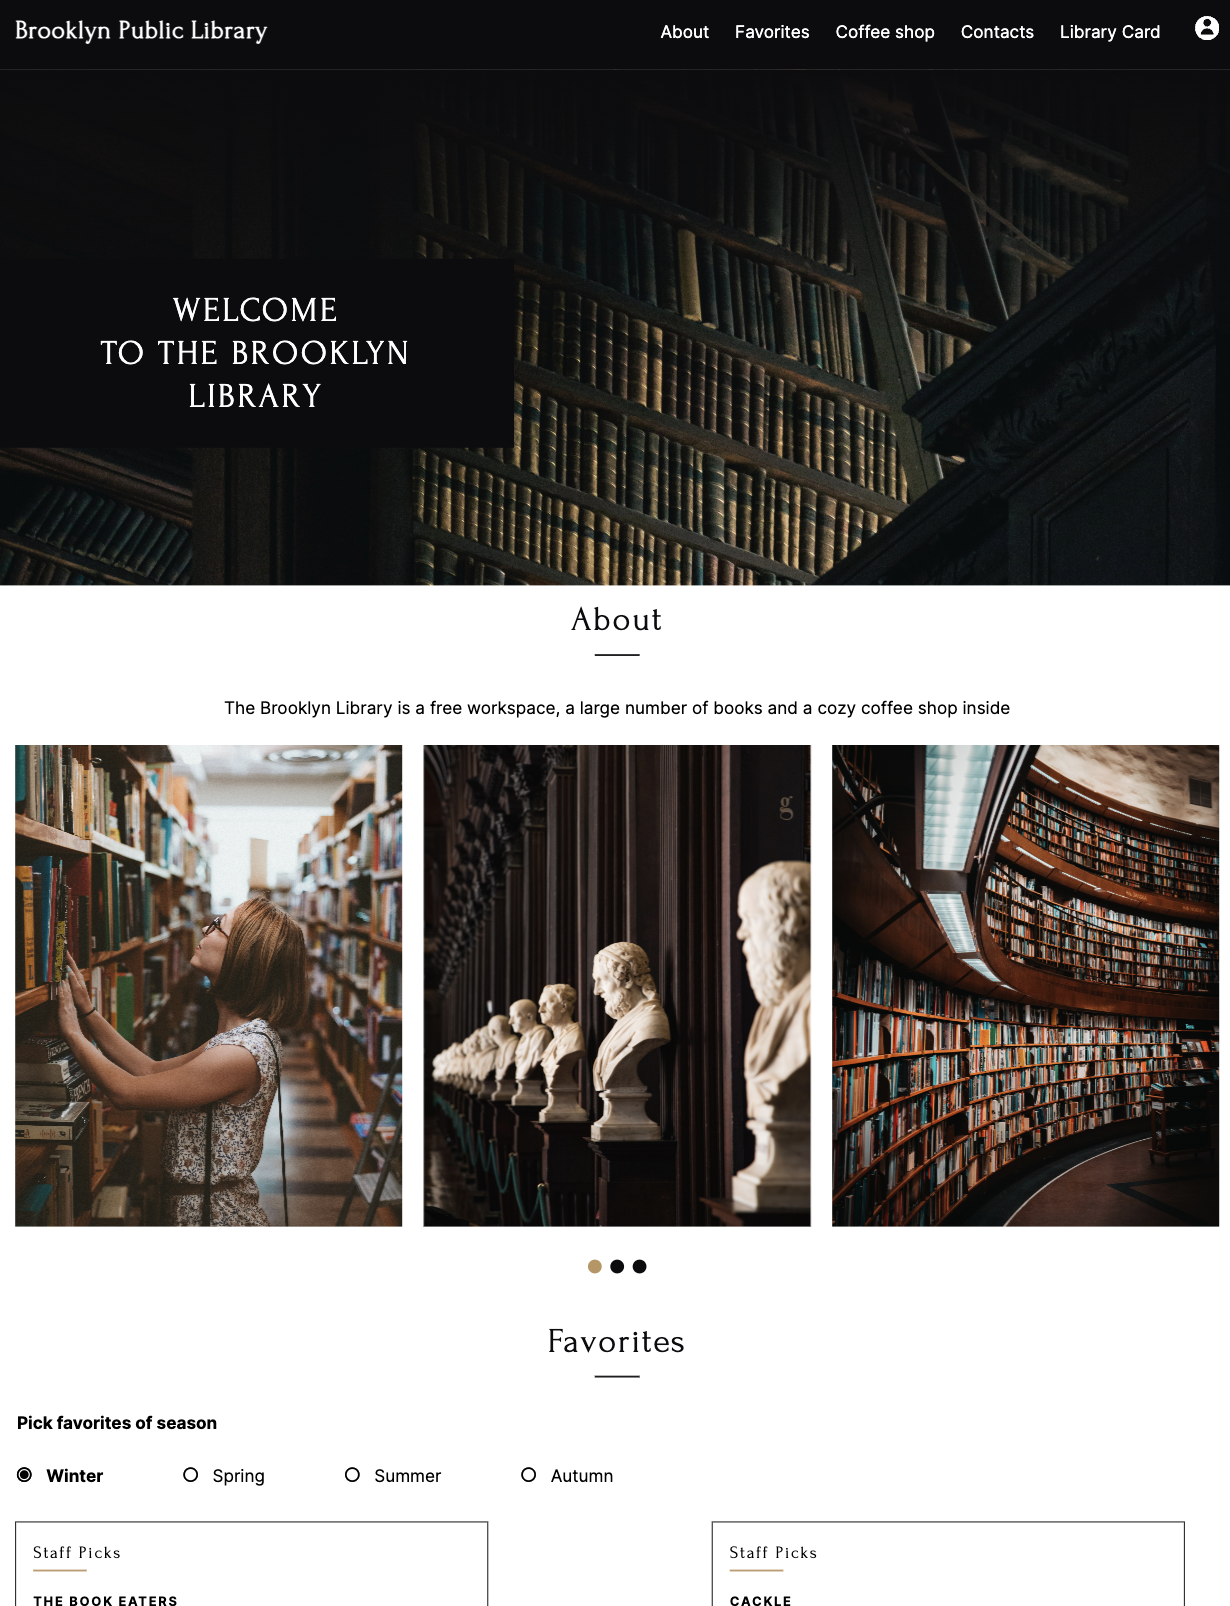 Brooklyn Public Library
About Favorites Coffee shop Contacts Library Card
WELCOME
TO THE BROOKLYN
LIBRARY
About
The Brooklyn Library is a free workspace, a large number of books and a cozy coffee shop inside
g
Favorites
Pick favorites of season
Winter Spring Summer Autumn
Staff Picks
THE BOOK EATERS
Staff Picks
CACKLE